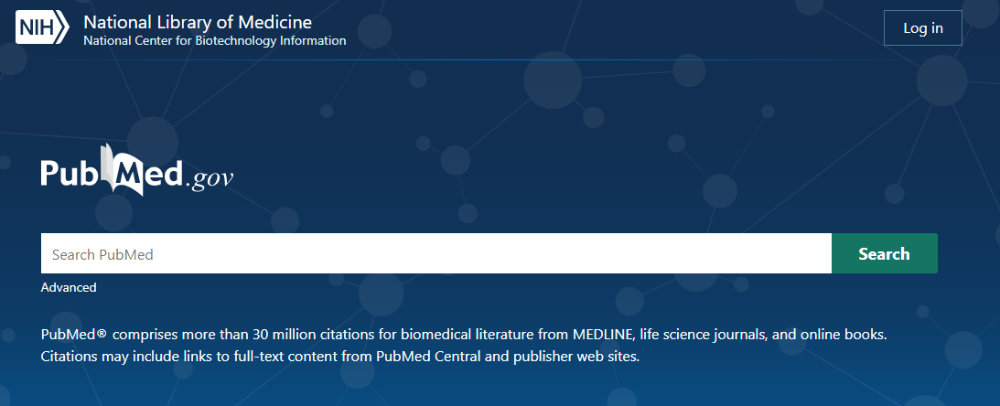 NIH
National Library of Medicine
National Center for Biotechnology Information
Log in
PubMed.gov
Search PubMed
Search
Advanced
PubMed® comprises more than 30 million citations for biomedical literature from MEDLINE, life science journals, and online books.
Citations may include links to full-text content from PubMed Central and publisher web sites.